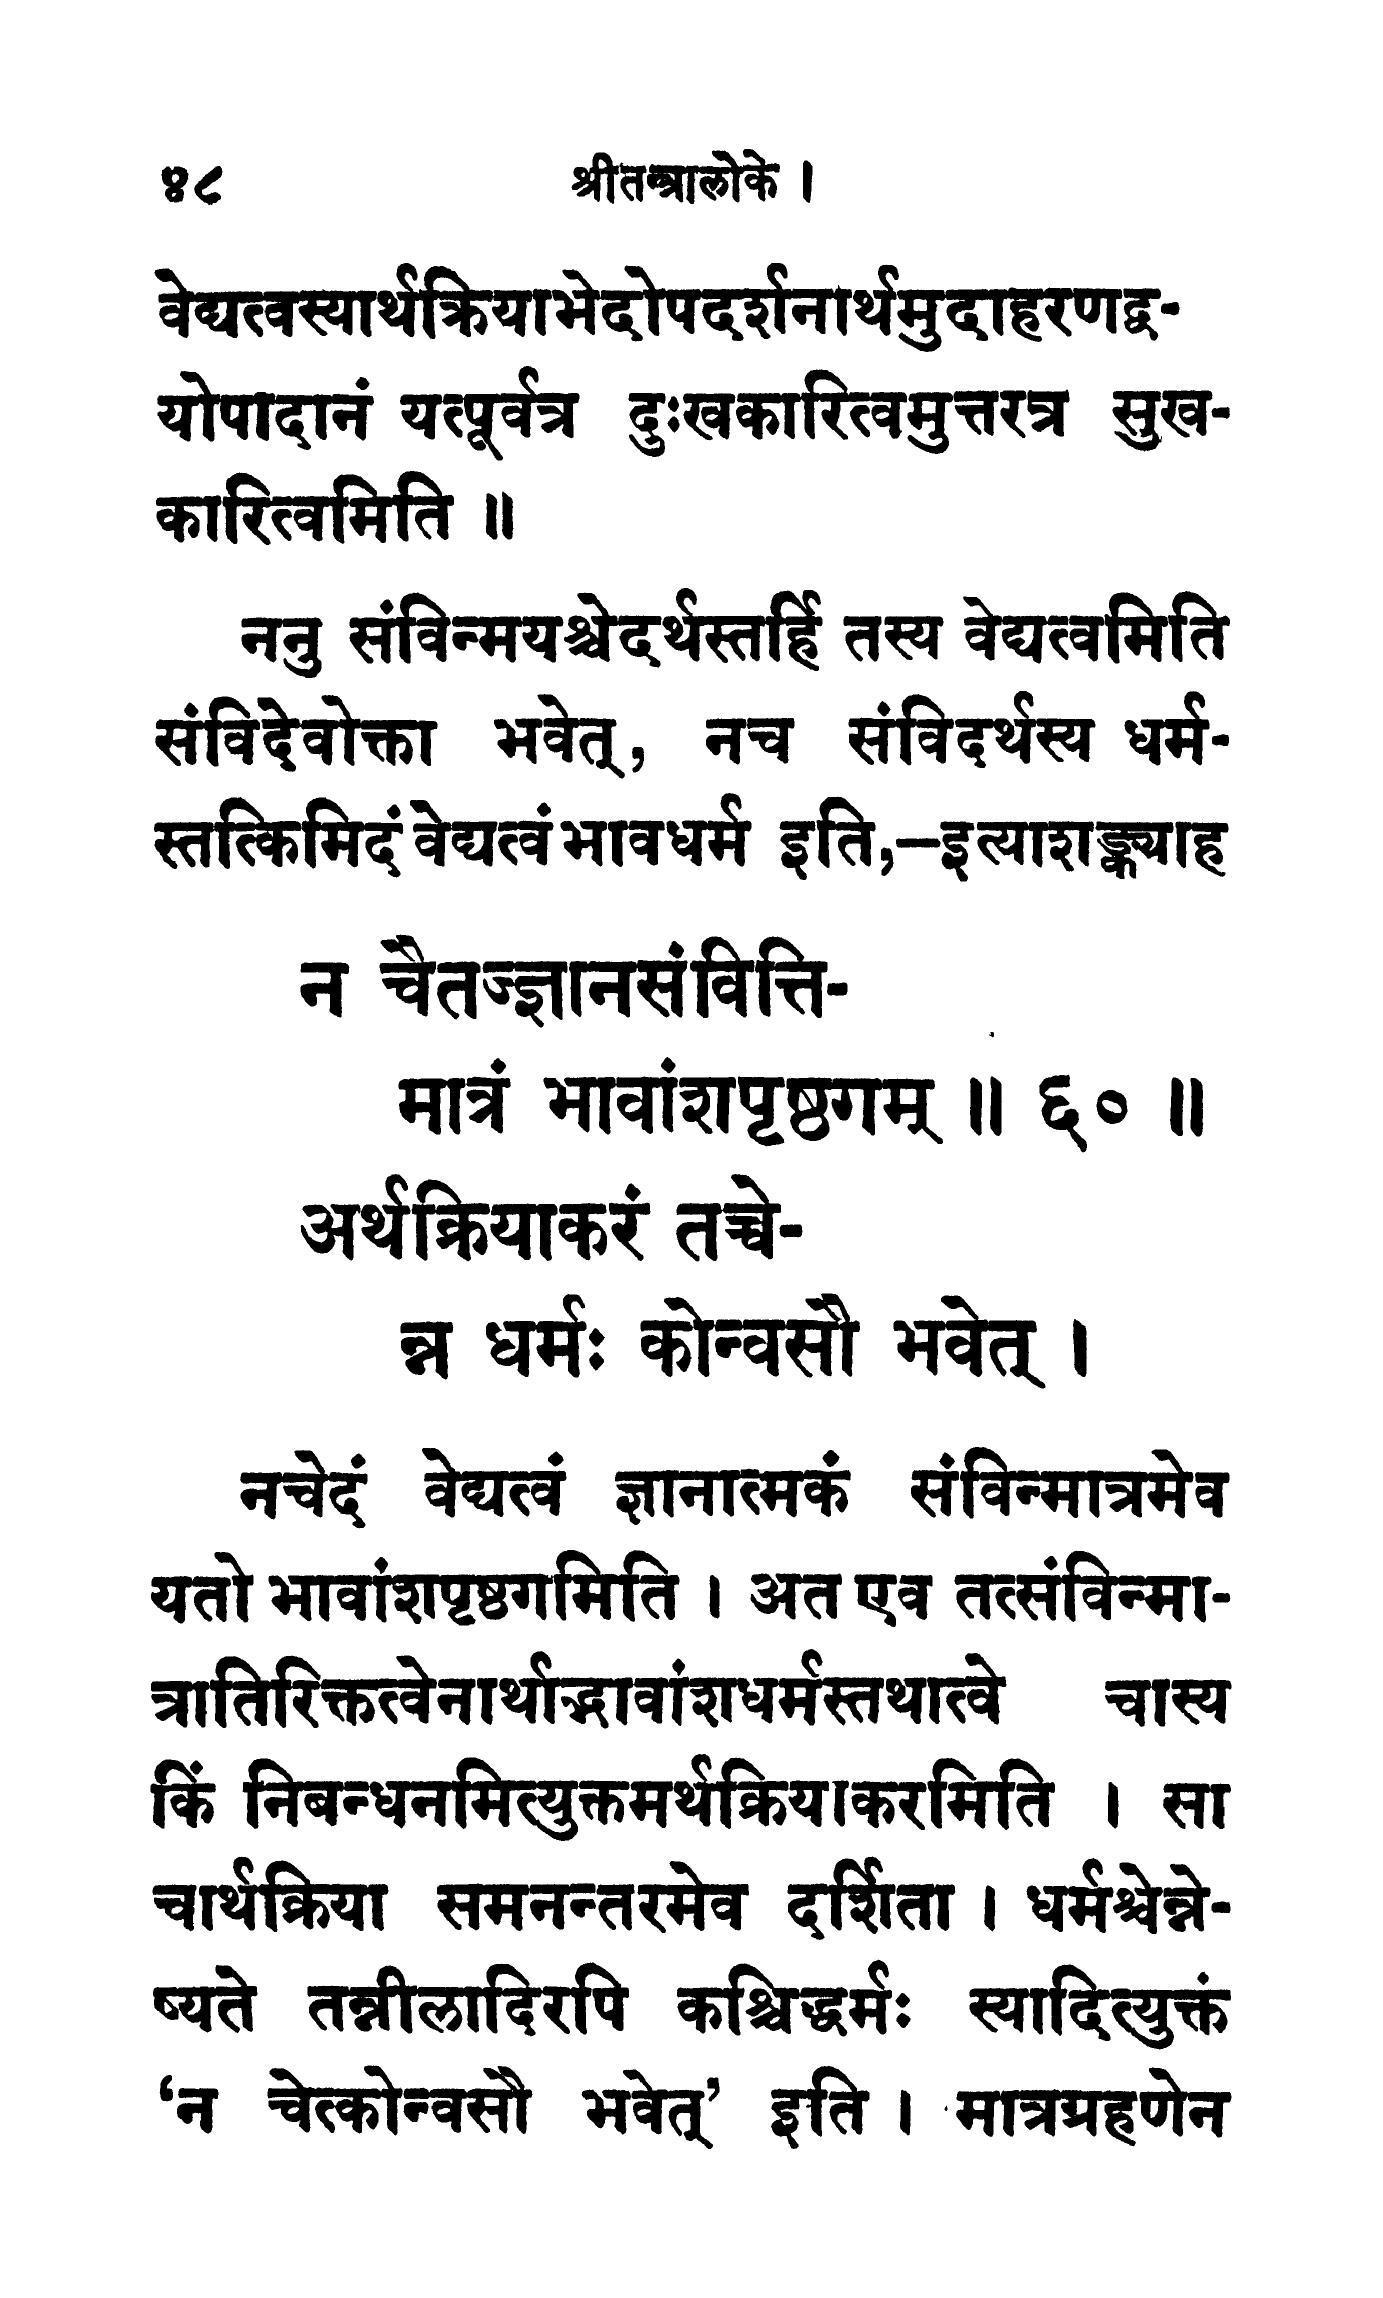 ४८ श्रीतन्त्रालोके ।
वेद्यत्वस्यार्थक्रियाभेदोपदर्शनार्थमुदाहरणद्व-
योपादानं यत्पूर्वत्र दुःखकारित्वमुत्तरत्र सुख-
कारित्वमिति ॥
ननु संविन्मयश्चेदर्थस्तर्हि तस्य वेद्यत्वमिति
संविदेवोक्ता भवेत्, नच संविदर्थस्य धर्म-
स्तत्किमिदं वेद्यत्वं भावधर्म इति,—इत्याशङ्क्याह
न चैतज्ज्ञानसंवित्ति-
मात्रं भावांशपृष्ठगम् ॥ ६० ॥
अर्थक्रियाकरं तच्चे-
न्न धर्मः कोन्वसौ भवेत् ।
नचेदं वेद्यत्वं ज्ञानात्मकं संविन्मात्रमेव
यतो भावांशपृष्ठगमिति । अत एव तत्संविन्मा-
त्रातिरिक्तत्वेनार्थाद्भावांशधर्मस्तथात्वे चास्य
किं निबन्धनमित्युक्तमर्थक्रियाकरमिति । सा
चार्थक्रिया समनन्तरमेव दर्शिता । धर्मश्चेन्ने-
ष्यते तन्नीलादिरपि कश्चिद्धर्मः स्यादित्युक्तं
‘न चेत्कोन्वसौ भवेत्’ इति । मात्रग्रहणेन